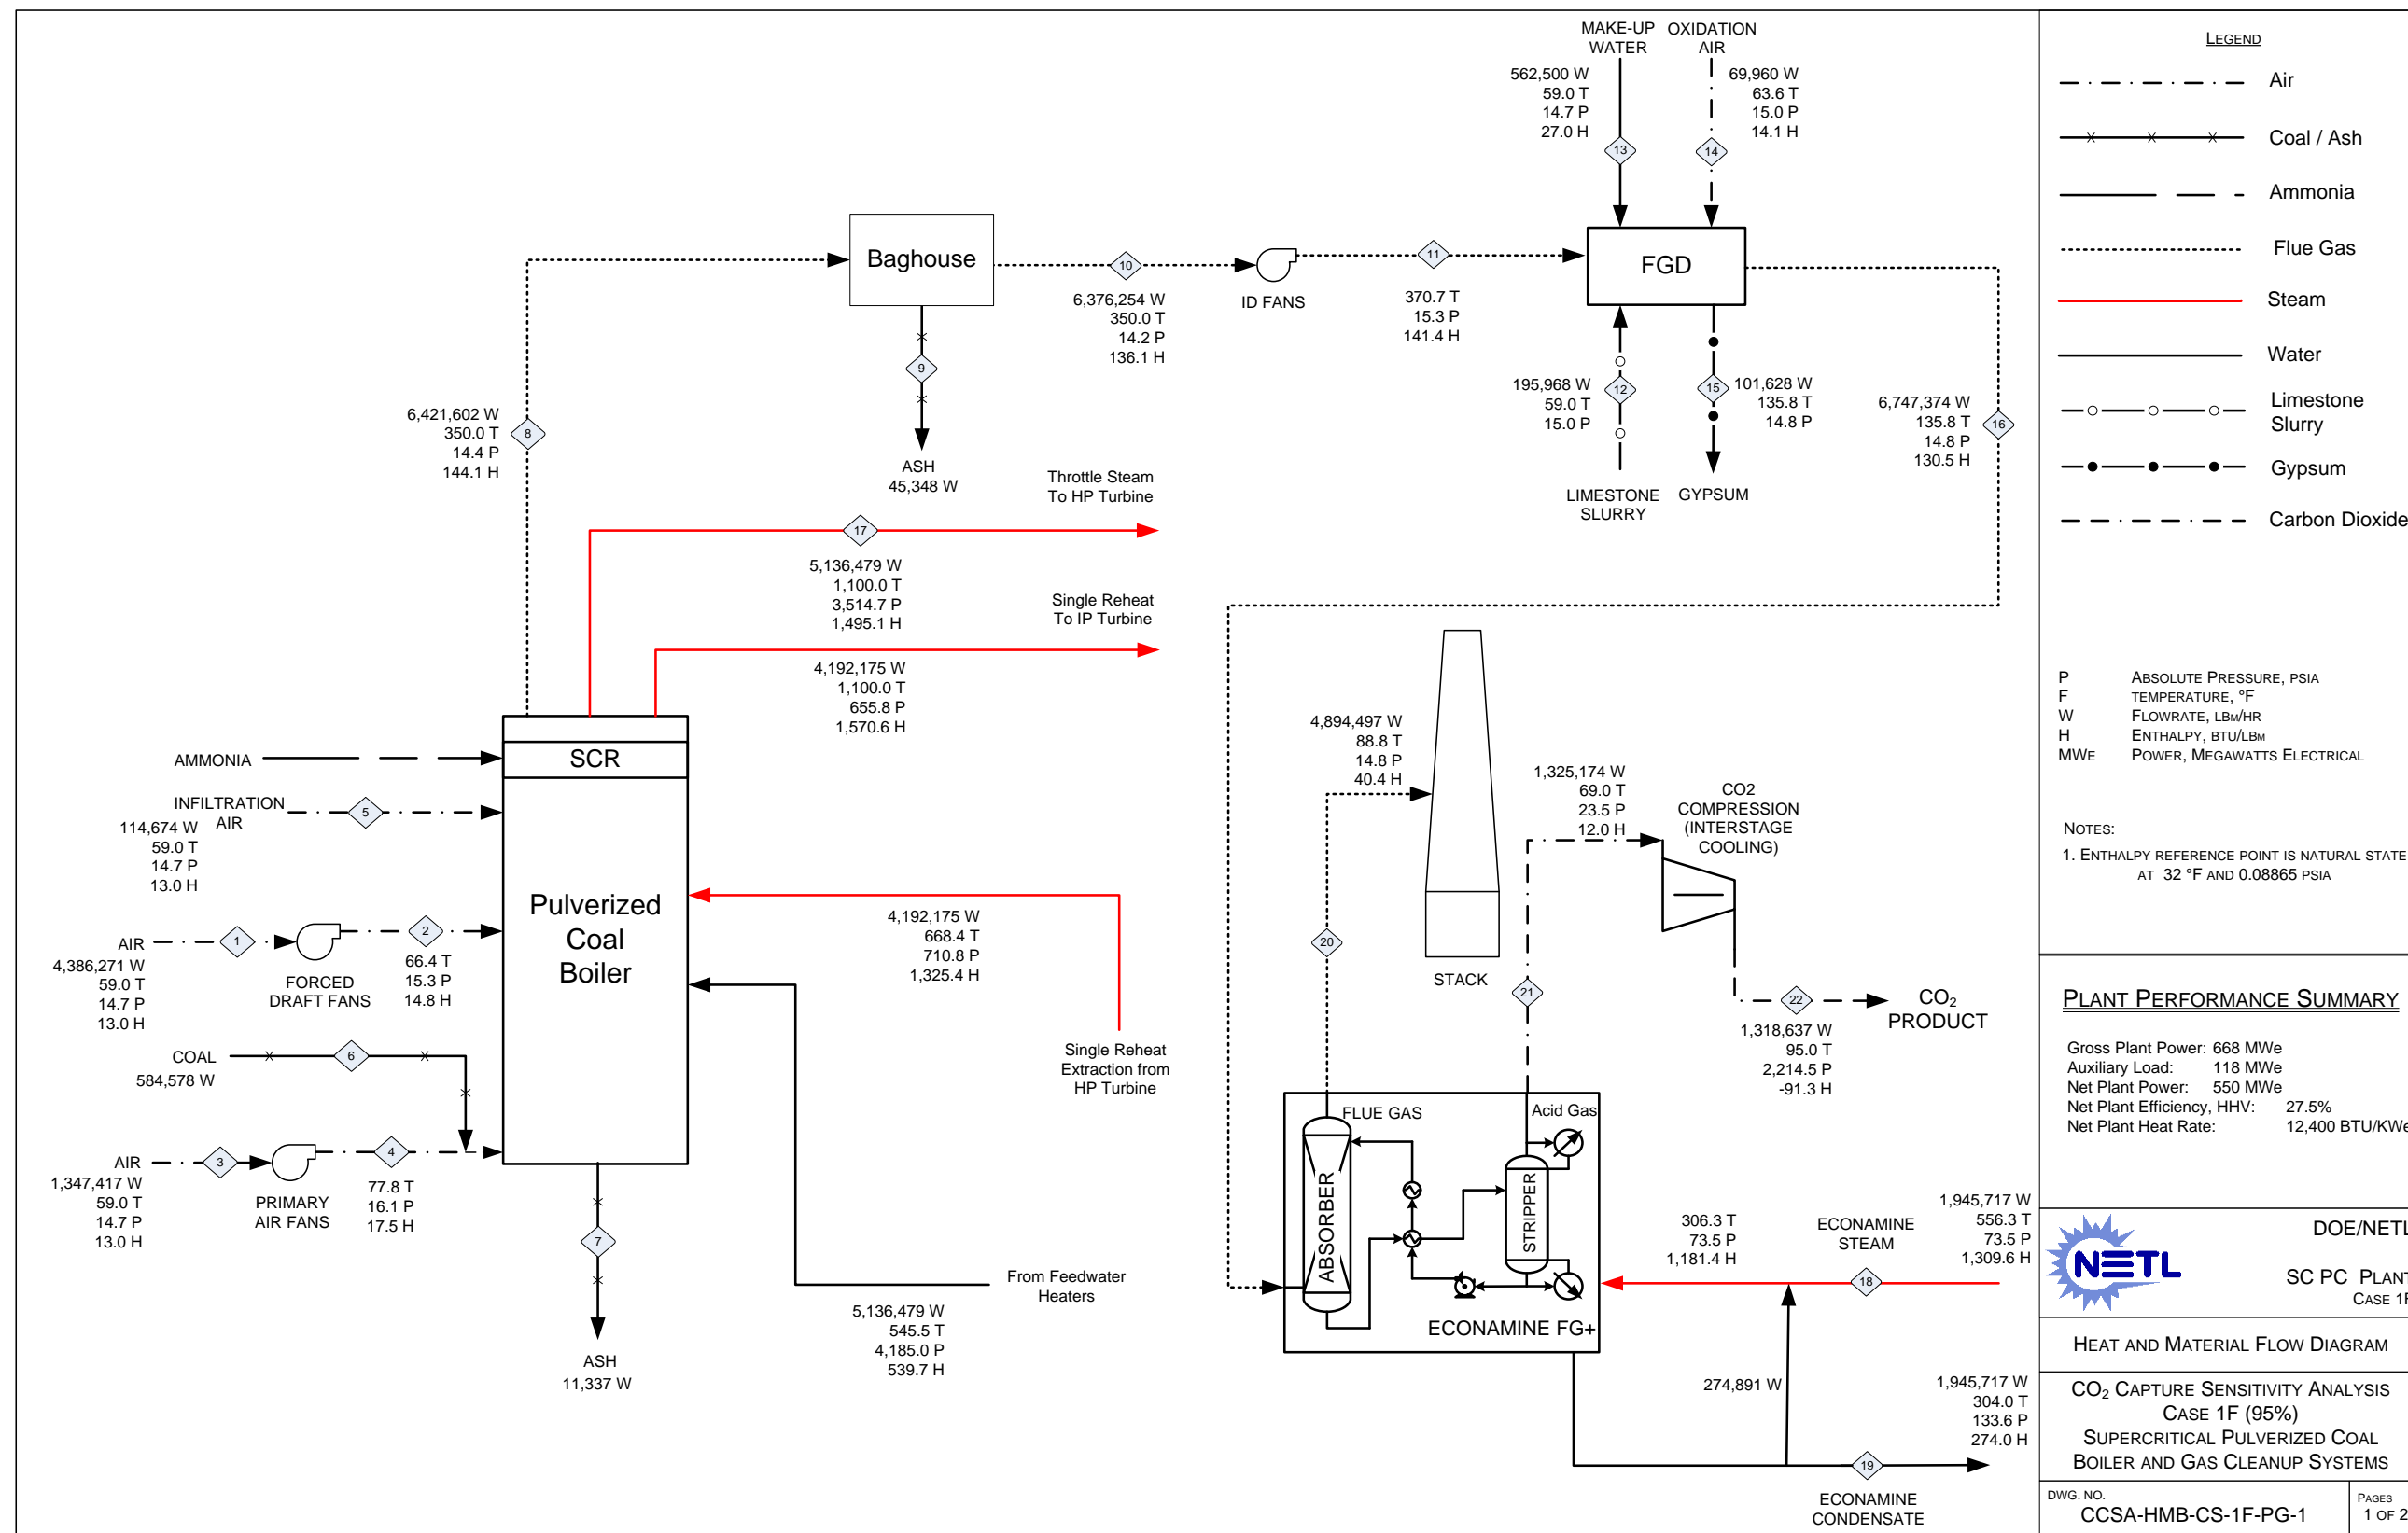 MAKE-UP
WATER
OXIDATION
AIR
562,500 W
59.0 T
14.7 P
27.0 H
69,960 W
63.6 T
15.0 P
14.1 H
13
14
Baghouse
10
6,376,254 W
350.0 T
14.2 P
136.1 H
ID FANS
11
370.7 T
15.3 P
141.4 H
FGD
9
ASH
45,348 W
6,421,602 W
350.0 T
14.4 P
144.1 H
8
195,968 W
59.0 T
15.0 P
12
15
101,628 W
135.8 T
14.8 P
LIMESTONE
SLURRY
GYPSUM
6,747,374 W
135.8 T
14.8 P
130.5 H
16
Throttle Steam
To HP Turbine
17
5,136,479 W
1,100.0 T
3,514.7 P
1,495.1 H
Single Reheat
To IP Turbine
4,192,175 W
1,100.0 T
655.8 P
1,570.6 H
AMMONIA
SCR
INFILTRATION
AIR
5
114,674 W
59.0 T
14.7 P
13.0 H
Pulverized
Coal
Boiler
AIR
1
2
4,386,271 W
59.0 T
14.7 P
13.0 H
FORCED
DRAFT FANS
66.4 T
15.3 P
14.8 H
COAL
6
584,578 W
AIR
3
4
1,347,417 W
59.0 T
14.7 P
13.0 H
PRIMARY
AIR FANS
77.8 T
16.1 P
17.5 H
7
ASH
11,337 W
4,192,175 W
668.4 T
710.8 P
1,325.4 H
Single Reheat
Extraction from
HP Turbine
From Feedwater
Heaters
5,136,479 W
545.5 T
4,185.0 P
539.7 H
4,894,497 W
88.8 T
14.8 P
40.4 H
20
STACK
1,325,174 W
69.0 T
23.5 P
12.0 H
21
CO2
COMPRESSION
(INTERSTAGE
COOLING)
22
CO₂
PRODUCT
1,318,637 W
95.0 T
2,214.5 P
-91.3 H
FLUE GAS
Acid Gas
ABSORBER
STRIPPER
ECONAMINE FG+
306.3 T
73.5 P
1,181.4 H
ECONAMINE
STEAM
1,945,717 W
556.3 T
73.5 P
1,309.6 H
18
274,891 W
1,945,717 W
304.0 T
133.6 P
274.0 H
19
ECONAMINE
CONDENSATE
LEGEND
Air
Coal / Ash
Ammonia
Flue Gas
Steam
Water
Limestone
Slurry
Gypsum
Carbon Dioxide
P ABSOLUTE PRESSURE, PSIA
F TEMPERATURE, °F
W FLOWRATE, LBM/HR
H ENTHALPY, BTU/LBM
MWE POWER, MEGAWATTS ELECTRICAL
NOTES:
1. ENTHALPY REFERENCE POINT IS NATURAL STATE
AT 32 °F AND 0.08865 PSIA
PLANT PERFORMANCE SUMMARY
Gross Plant Power: 668 MWe
Auxiliary Load: 118 MWe
Net Plant Power: 550 MWe
Net Plant Efficiency, HHV: 27.5%
Net Plant Heat Rate: 12,400 BTU/KWe
NETL
DOE/NETL
SC PC PLANT
CASE 1F
HEAT AND MATERIAL FLOW DIAGRAM
CO₂ CAPTURE SENSITIVITY ANALYSIS
CASE 1F (95%)
SUPERCRITICAL PULVERIZED COAL
BOILER AND GAS CLEANUP SYSTEMS
DWG. NO.
CCSA-HMB-CS-1F-PG-1
PAGES
1 OF 2